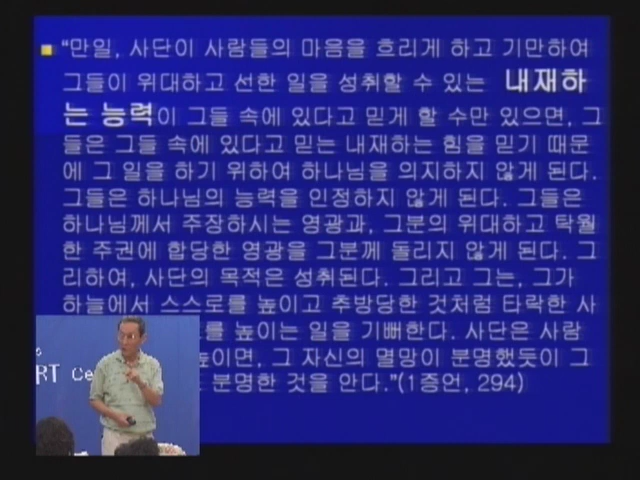 "만일, 사단이 사람들의 마음을 흐리게 하고 기만하여
그들이 위대하고 선한 일을 성취할 수 있는 내재하
는 능력이 그들 속에 있다고 믿게 할 수만 있으면, 그
들은 그들 속에 있다고 믿는 내재하는 힘을 믿기 때문
에 그 일을 하기 위하여 하나님을 의지하지 않게 된다.
그들은 하나님의 능력을 인정하지 않게 된다. 그들은
하나님께서 주장하시는 영광과, 그분의 위대하고 탁월
한 주권에 합당한 영광을 그분께 돌리지 않게 된다. 그
리하여, 사단의 목적은 성취된다. 그리고 그는, 그가
하늘에서 스스로를 높이고 추방당한 것처럼 타락한 사
를 높이는 일을 기뻐한다. 사단은 사람
높이면, 그 자신의 멸망이 분명했듯이 그
분명한 것을 안다."(1증언, 294)
RT Ce